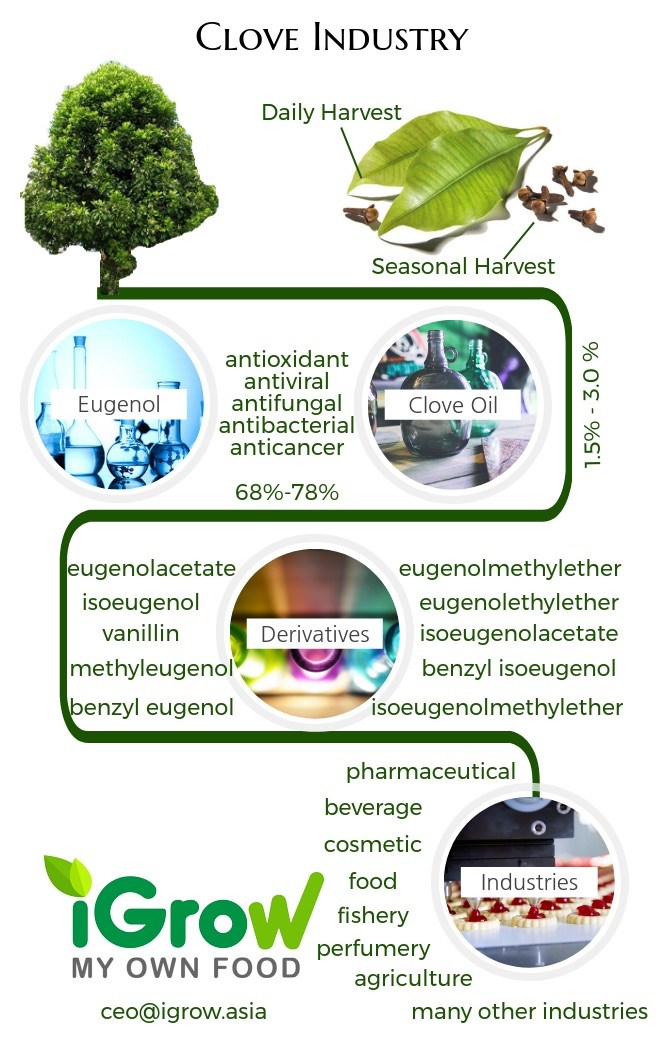 Clove Industry
Daily Harvest
Seasonal Harvest
Eugenol
antioxidant
antiviral
antifungal
antibacterial
anticancer
68%-78%
Clove Oil
1.5% - 3.0 %
eugenolacetate
isoeugenol
vanillin
methyleugenol
benzyl eugenol
Derivatives
eugenolmethylether
eugenolethylether
isoeugenolacetate
benzyl isoeugenol
isoeugenolmethylether
pharmaceutical
beverage
cosmetic
food
fishery
perfumery
agriculture
many other industries
Industries
iGroW
MY OWN FOOD
ceo@igrow.asia